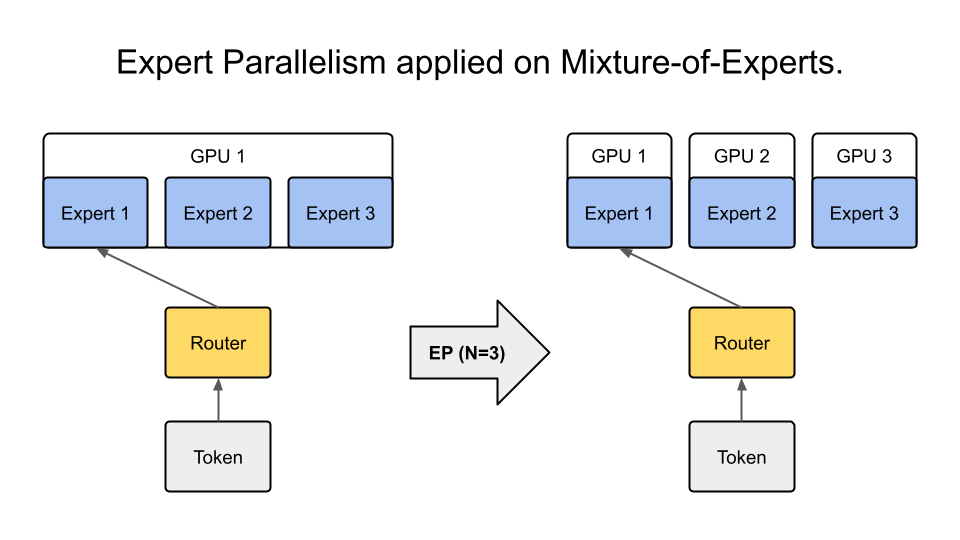 Expert Parallelism applied on Mixture-of-Experts.
GPU 1
Expert 1
Expert 2
Expert 3
Router
Token
EP (N=3)
GPU 1
GPU 2
GPU 3
Expert 1
Expert 2
Expert 3
Router
Token